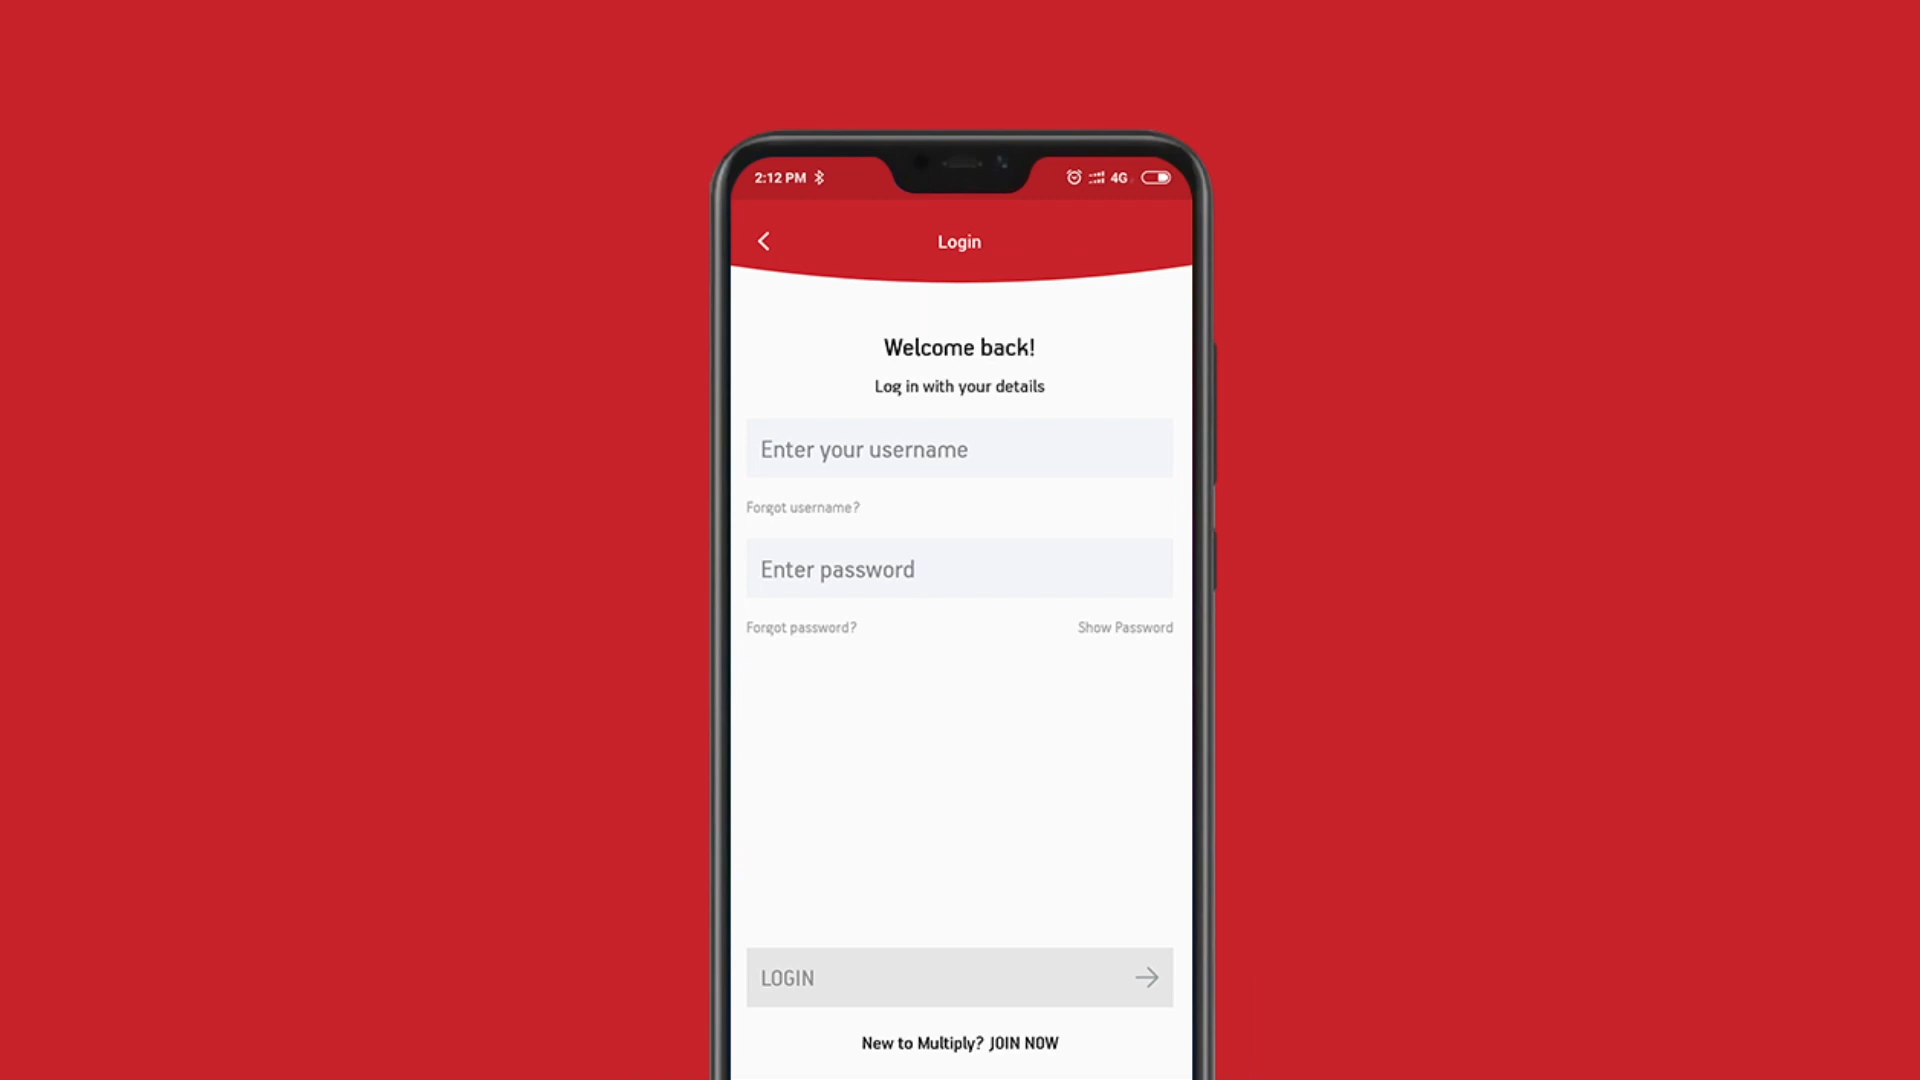 2:12 PM
4G
Login
Welcome back!
Log in with your details
Enter your username
Forgot username?
Enter password
Forgot password? Show Password
LOGIN
New to Multiply? JOIN NOW